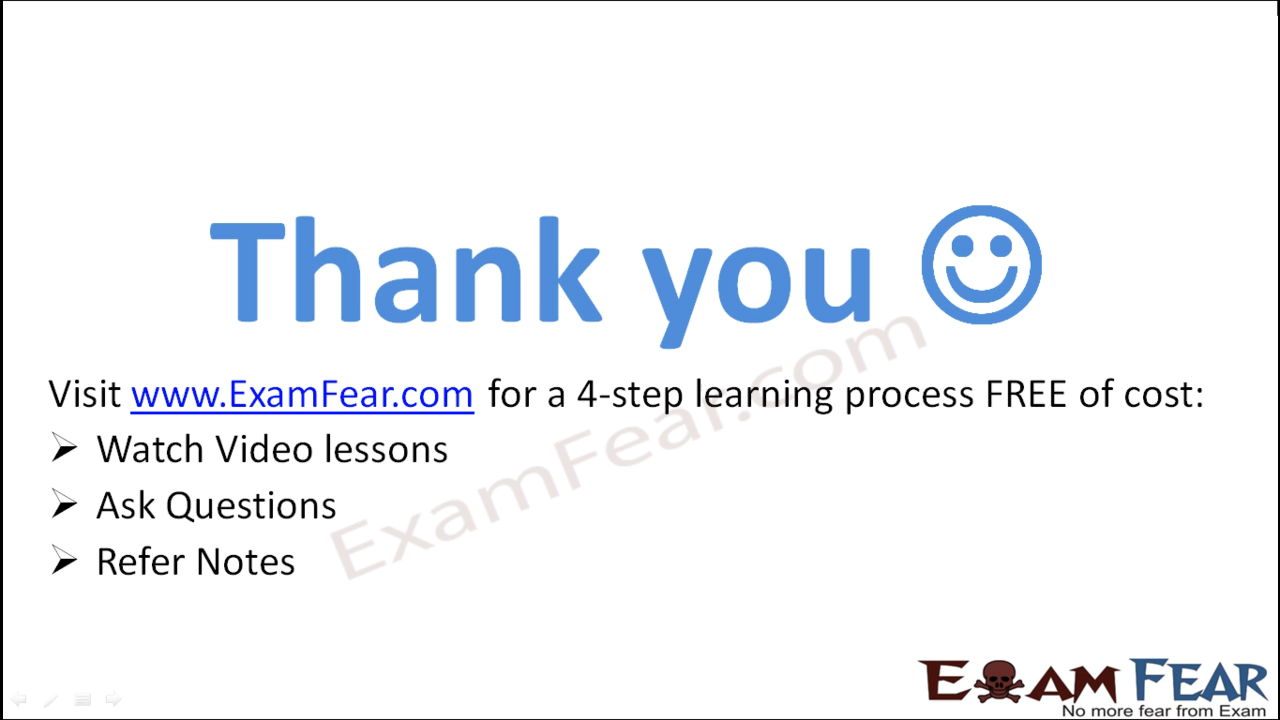 Thank you
Visit www.ExamFear.com for a 4-step learning process FREE of cost:
➢ Watch Video lessons
➢ Ask Questions
➢ Refer Notes
ExamFear.com
EXAM FEAR
No more fear from Exam